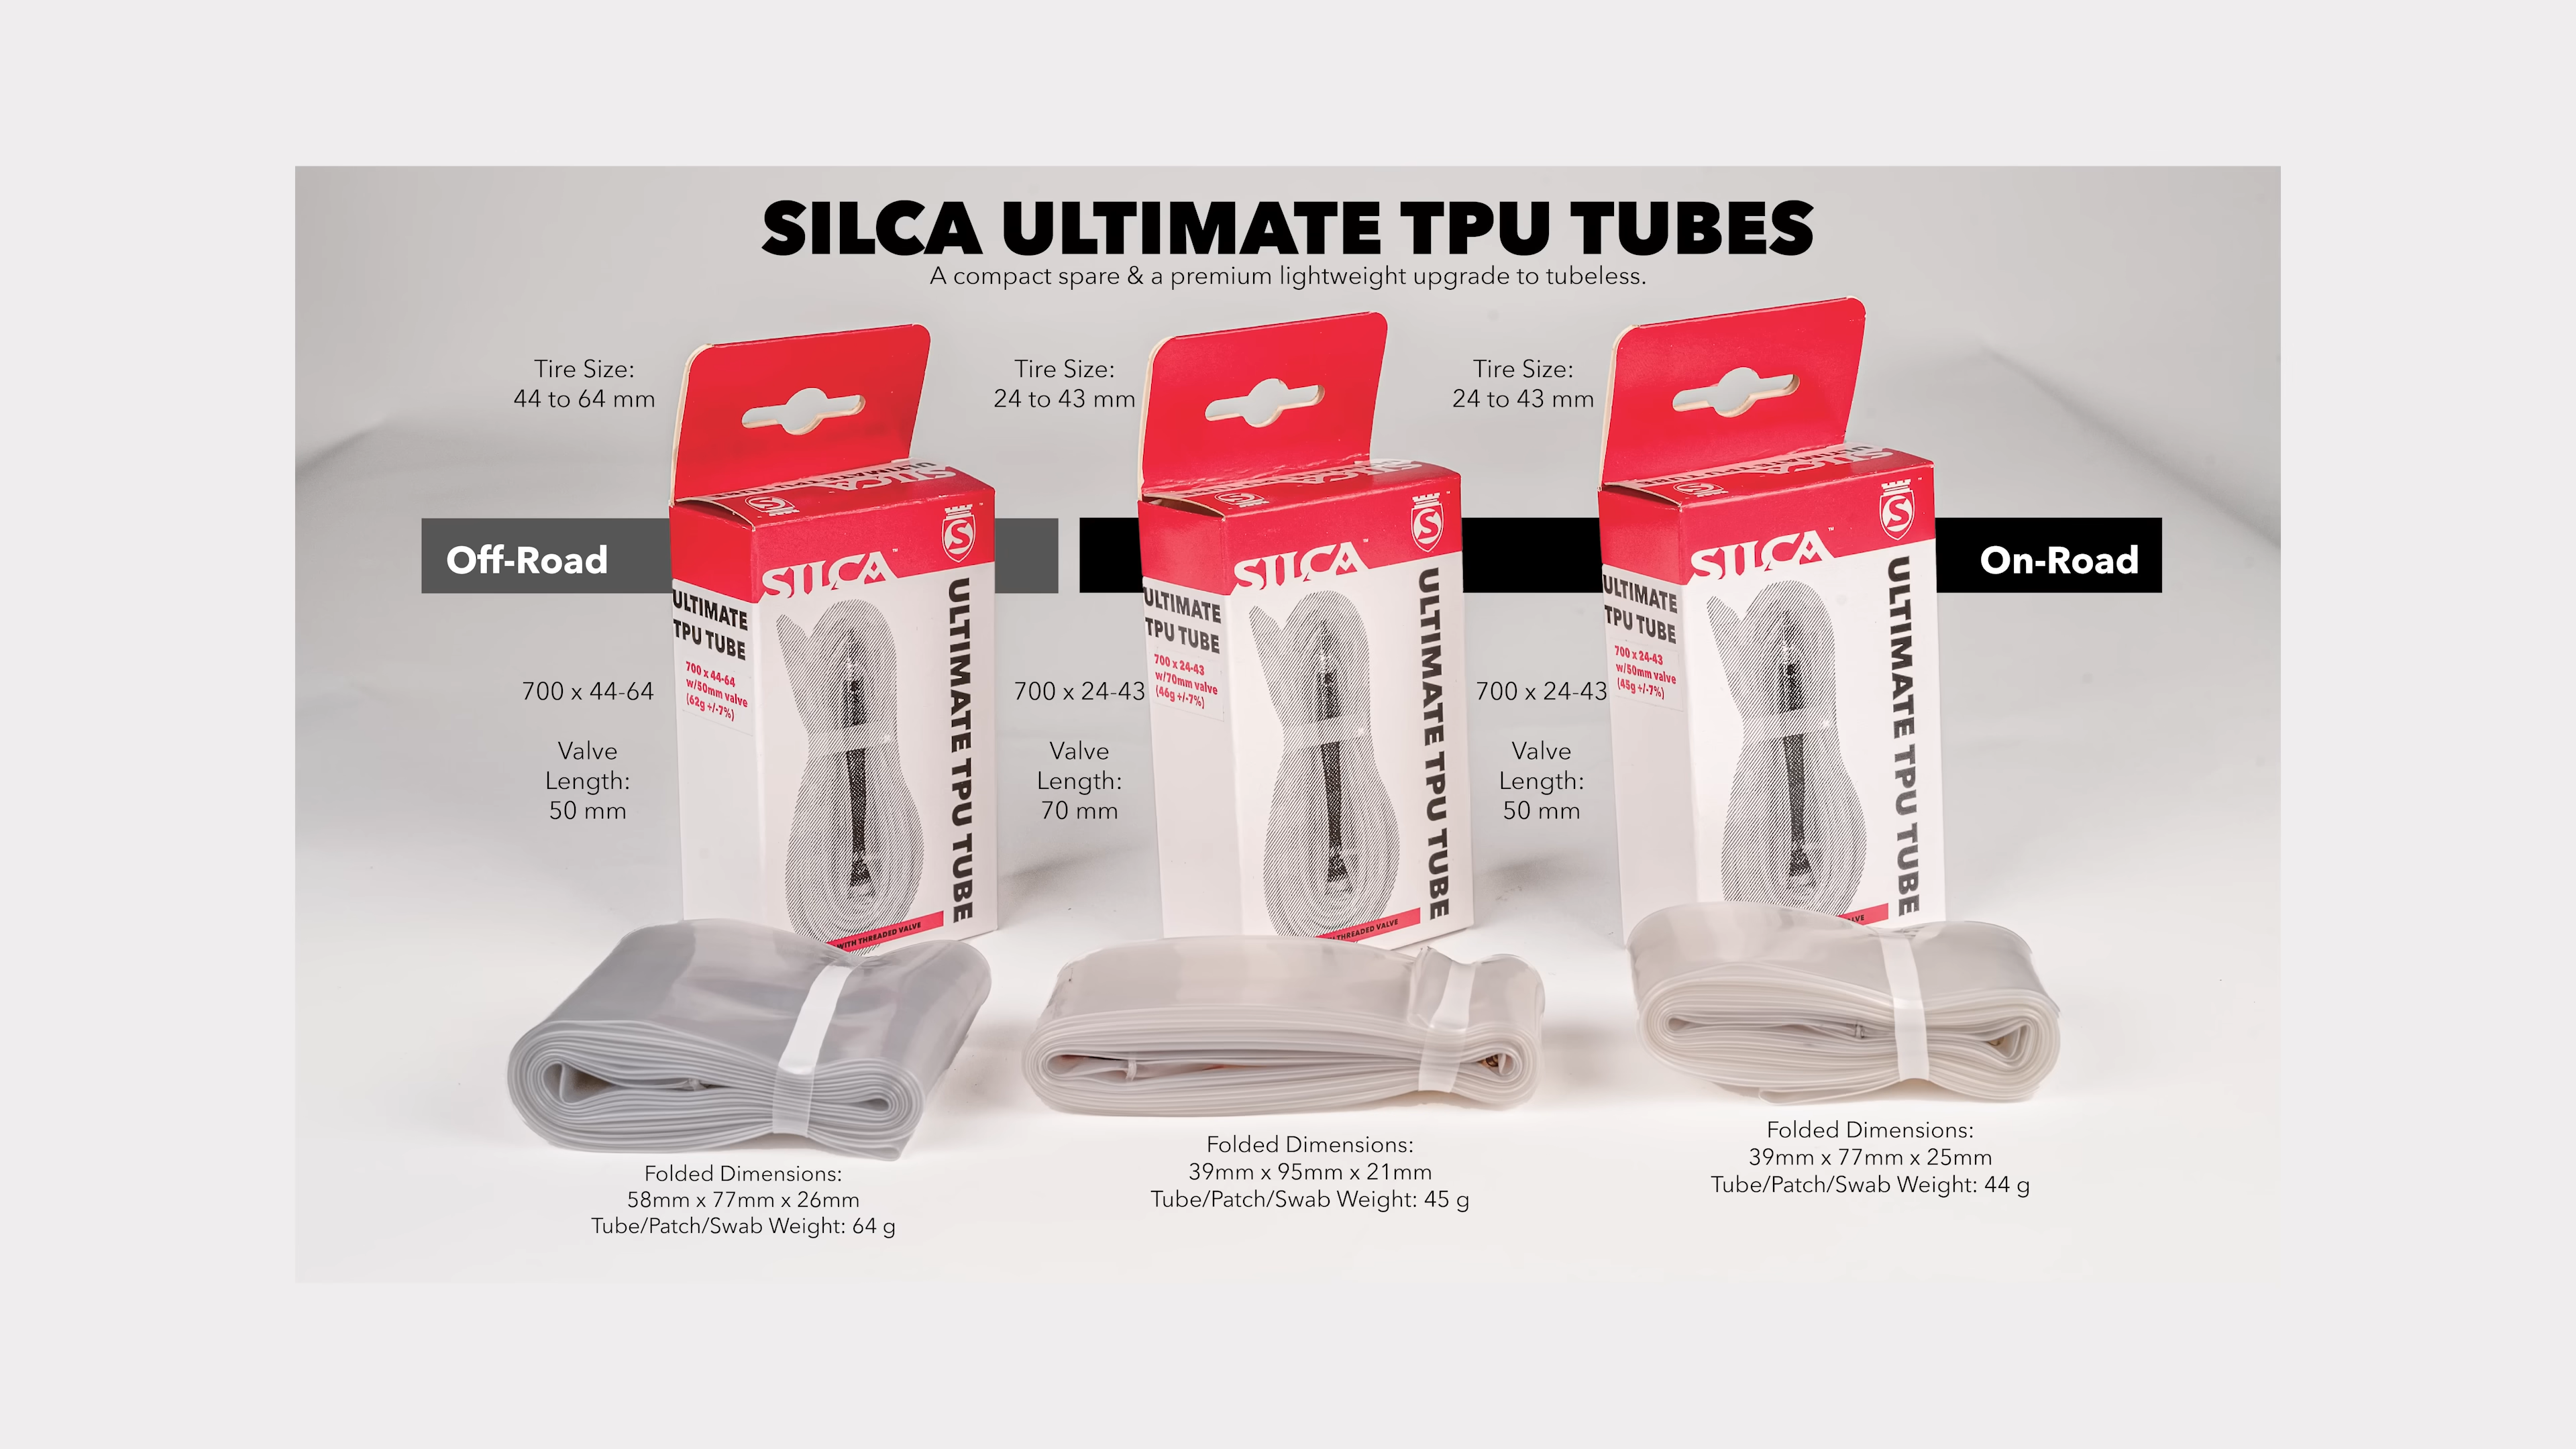 SILCA ULTIMATE TPU TUBES
A compact spare & a premium lightweight upgrade to tubeless.
Tire Size:
44 to 64 mm
Tire Size:
24 to 43 mm
Tire Size:
24 to 43 mm
Off-Road
On-Road
700 x 44-64
Valve
Length:
50 mm
700 x 24-43
Valve
Length:
70 mm
700 x 24-43
Valve
Length:
50 mm
SILCA
ULTIMATE
TPU TUBE
700 x 44-64
w/50mm valve
(62g +/-7%)
ULTIMATE TPU TUBE
WITH THREADED VALVE
SILCA
ULTIMATE
TPU TUBE
700 x 24-43
w/70mm valve
(46g +/-7%)
ULTIMATE TPU TUBE
THREADED VALVE
SILCA
ULTIMATE
TPU TUBE
700 x 24-43
w/50mm valve
(45g +/-7%)
ULTIMATE TPU TUBE
Folded Dimensions:
58mm x 77mm x 26mm
Tube/Patch/Swab Weight: 64 g
Folded Dimensions:
39mm x 95mm x 21mm
Tube/Patch/Swab Weight: 45 g
Folded Dimensions:
39mm x 77mm x 25mm
Tube/Patch/Swab Weight: 44 g